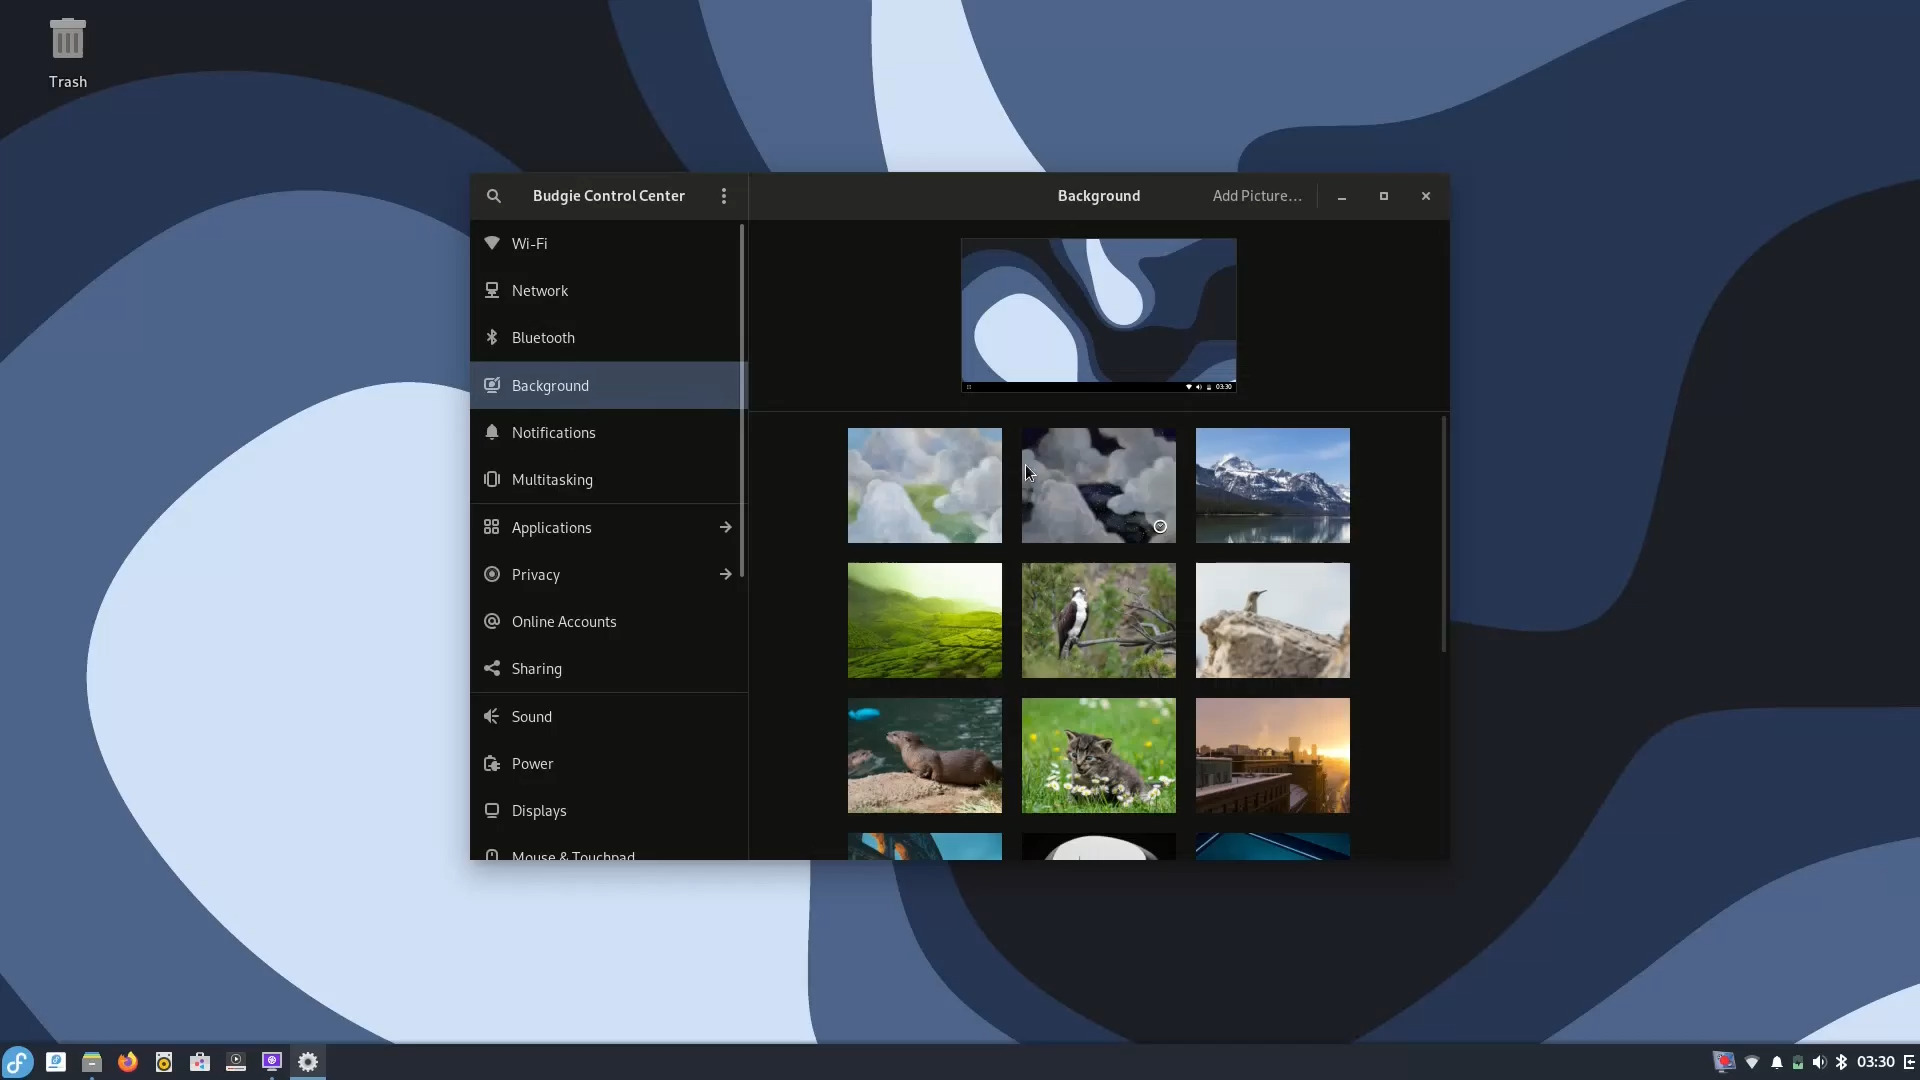 Trash
Budgie Control Center
Background
Add Picture...
Wi-Fi
Network
Bluetooth
Background
Notifications
Multitasking
Applications
Privacy
Online Accounts
Sharing
Sound
Power
Displays
Mouse & Touchpad
03:30
03:30